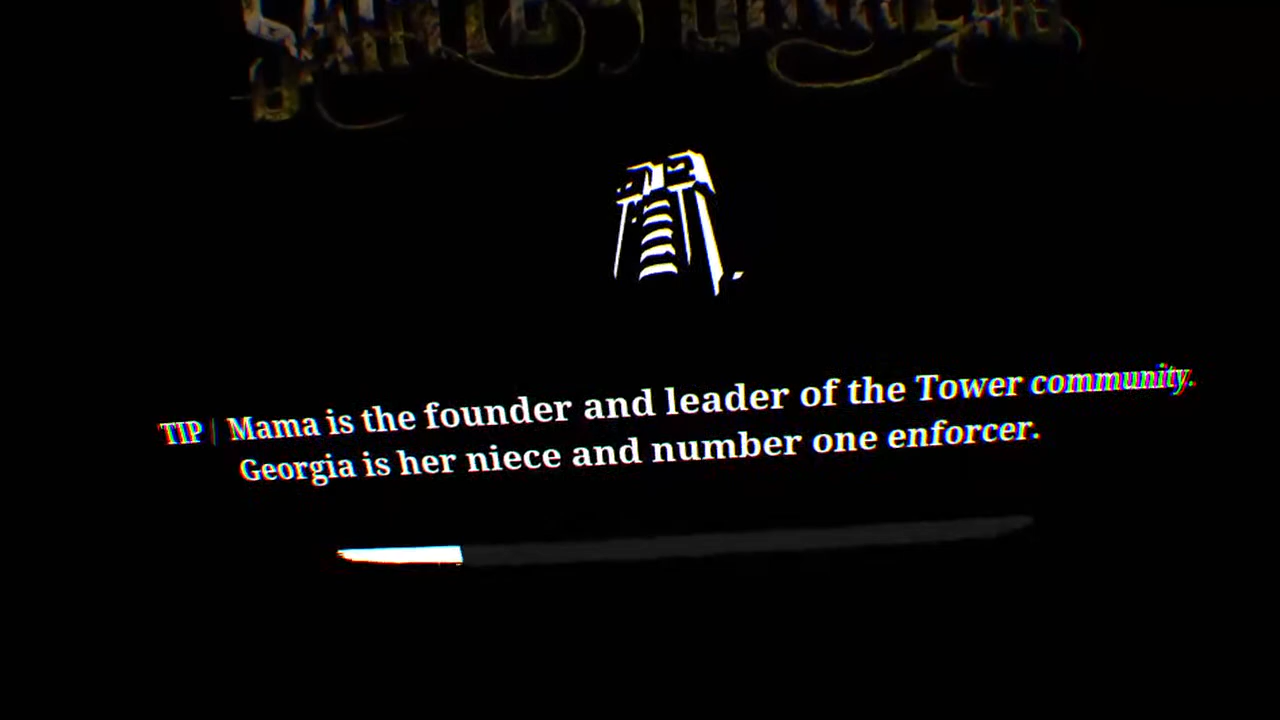 TIP | Mama is the founder and leader of the Tower community.
Georgia is her niece and number one enforcer.